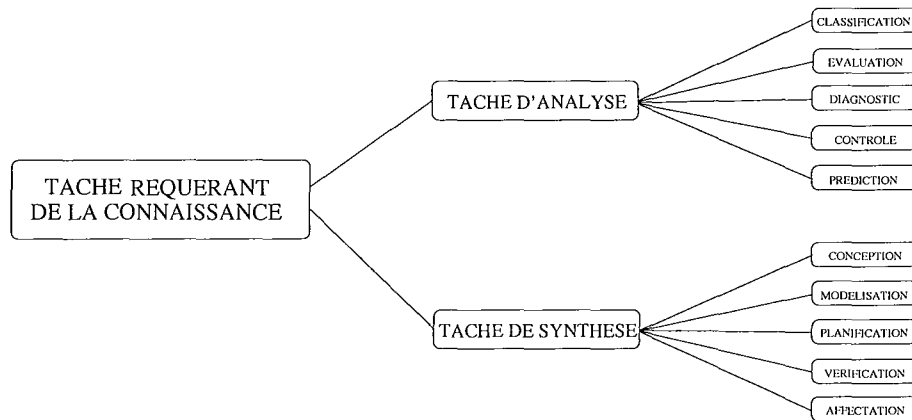 CLASSIFICATION
EVALUATION
TACHE D'ANALYSE
DIAGNOSTIC
CONTROLE
PREDICTION
TACHE REQUERANT
DE LA CONNAISSANCE
CONCEPTION
MODELISATION
TACHE DE SYNTHESE
PLANIFICATION
VERIFICATION
AFFECTATION